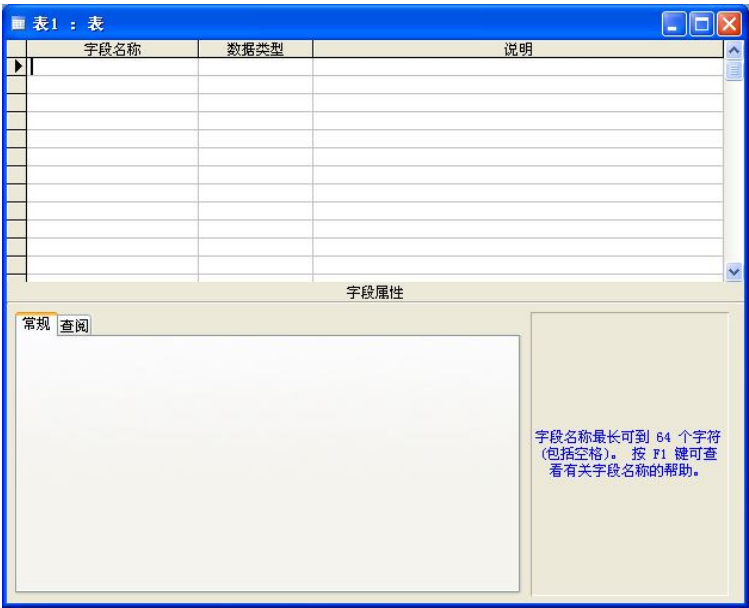 表1 : 表
字段名称 数据类型 说明
字段属性
常规 查阅
字段名称最长可到 64 个字符
(包括空格)。 按 F1 键可查
看有关字段名称的帮助。